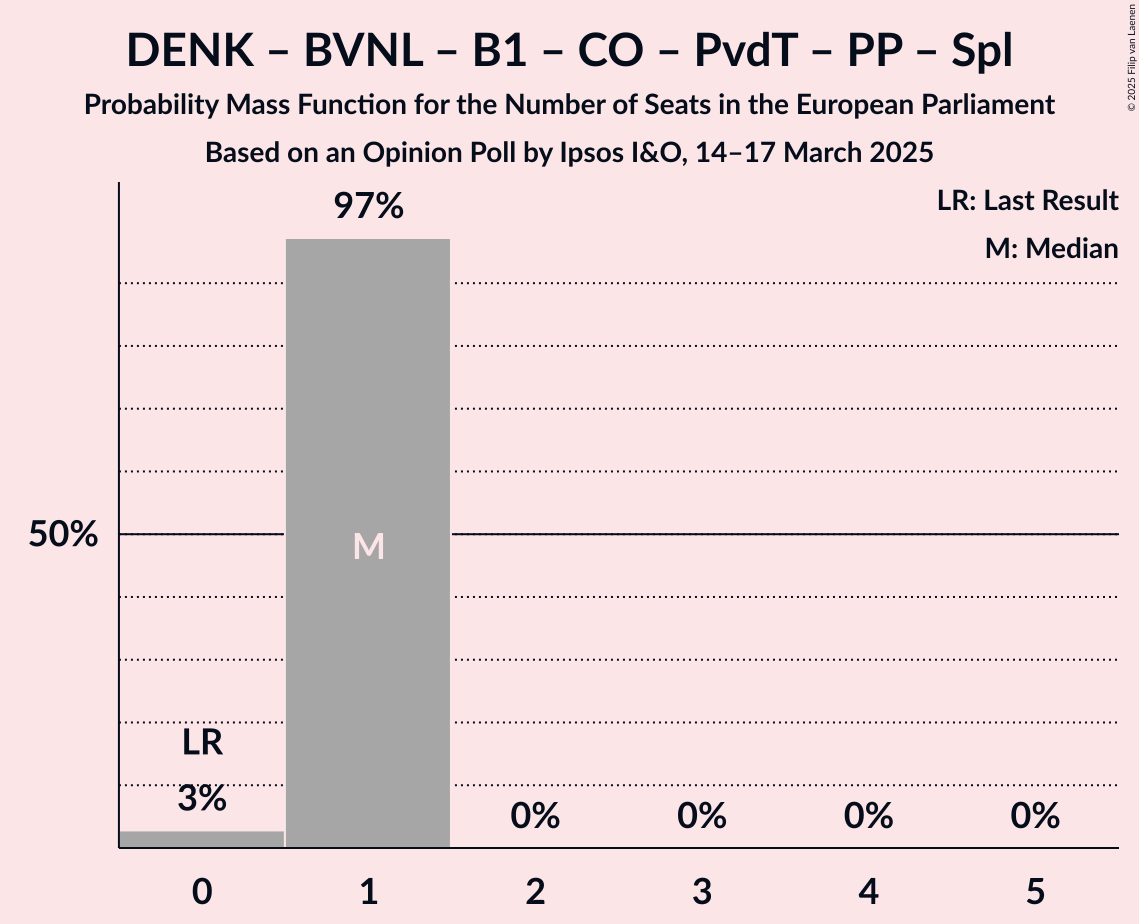 DENK – BVNL – B1 – CO – PvdT – PP – Spl
Probability Mass Function for the Number of Seats in the European Parliament
Based on an Opinion Poll by Ipsos I&O, 14–17 March 2025
© 2025 Filip van Laenen
LR: Last Result
M: Median
97%
50%
M
LR
3%
0%
0%
0%
0%
0
1
2
3
4
5